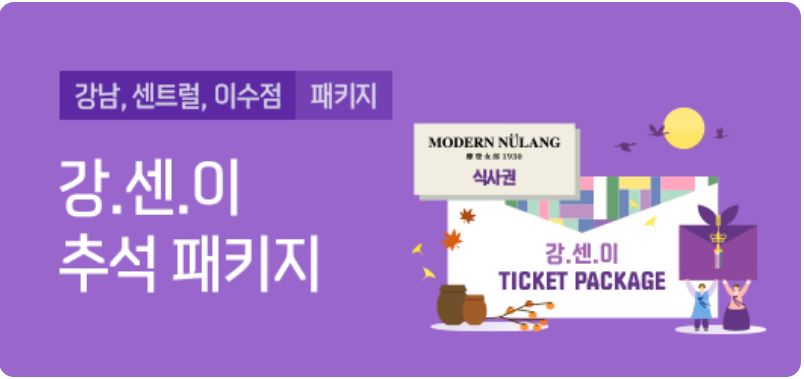 강남, 센트럴, 이수점 패키지
강.센.이
추석 패키지
MODERN NÜLANG
1930
식사권
강.센.이
TICKET PACKAGE